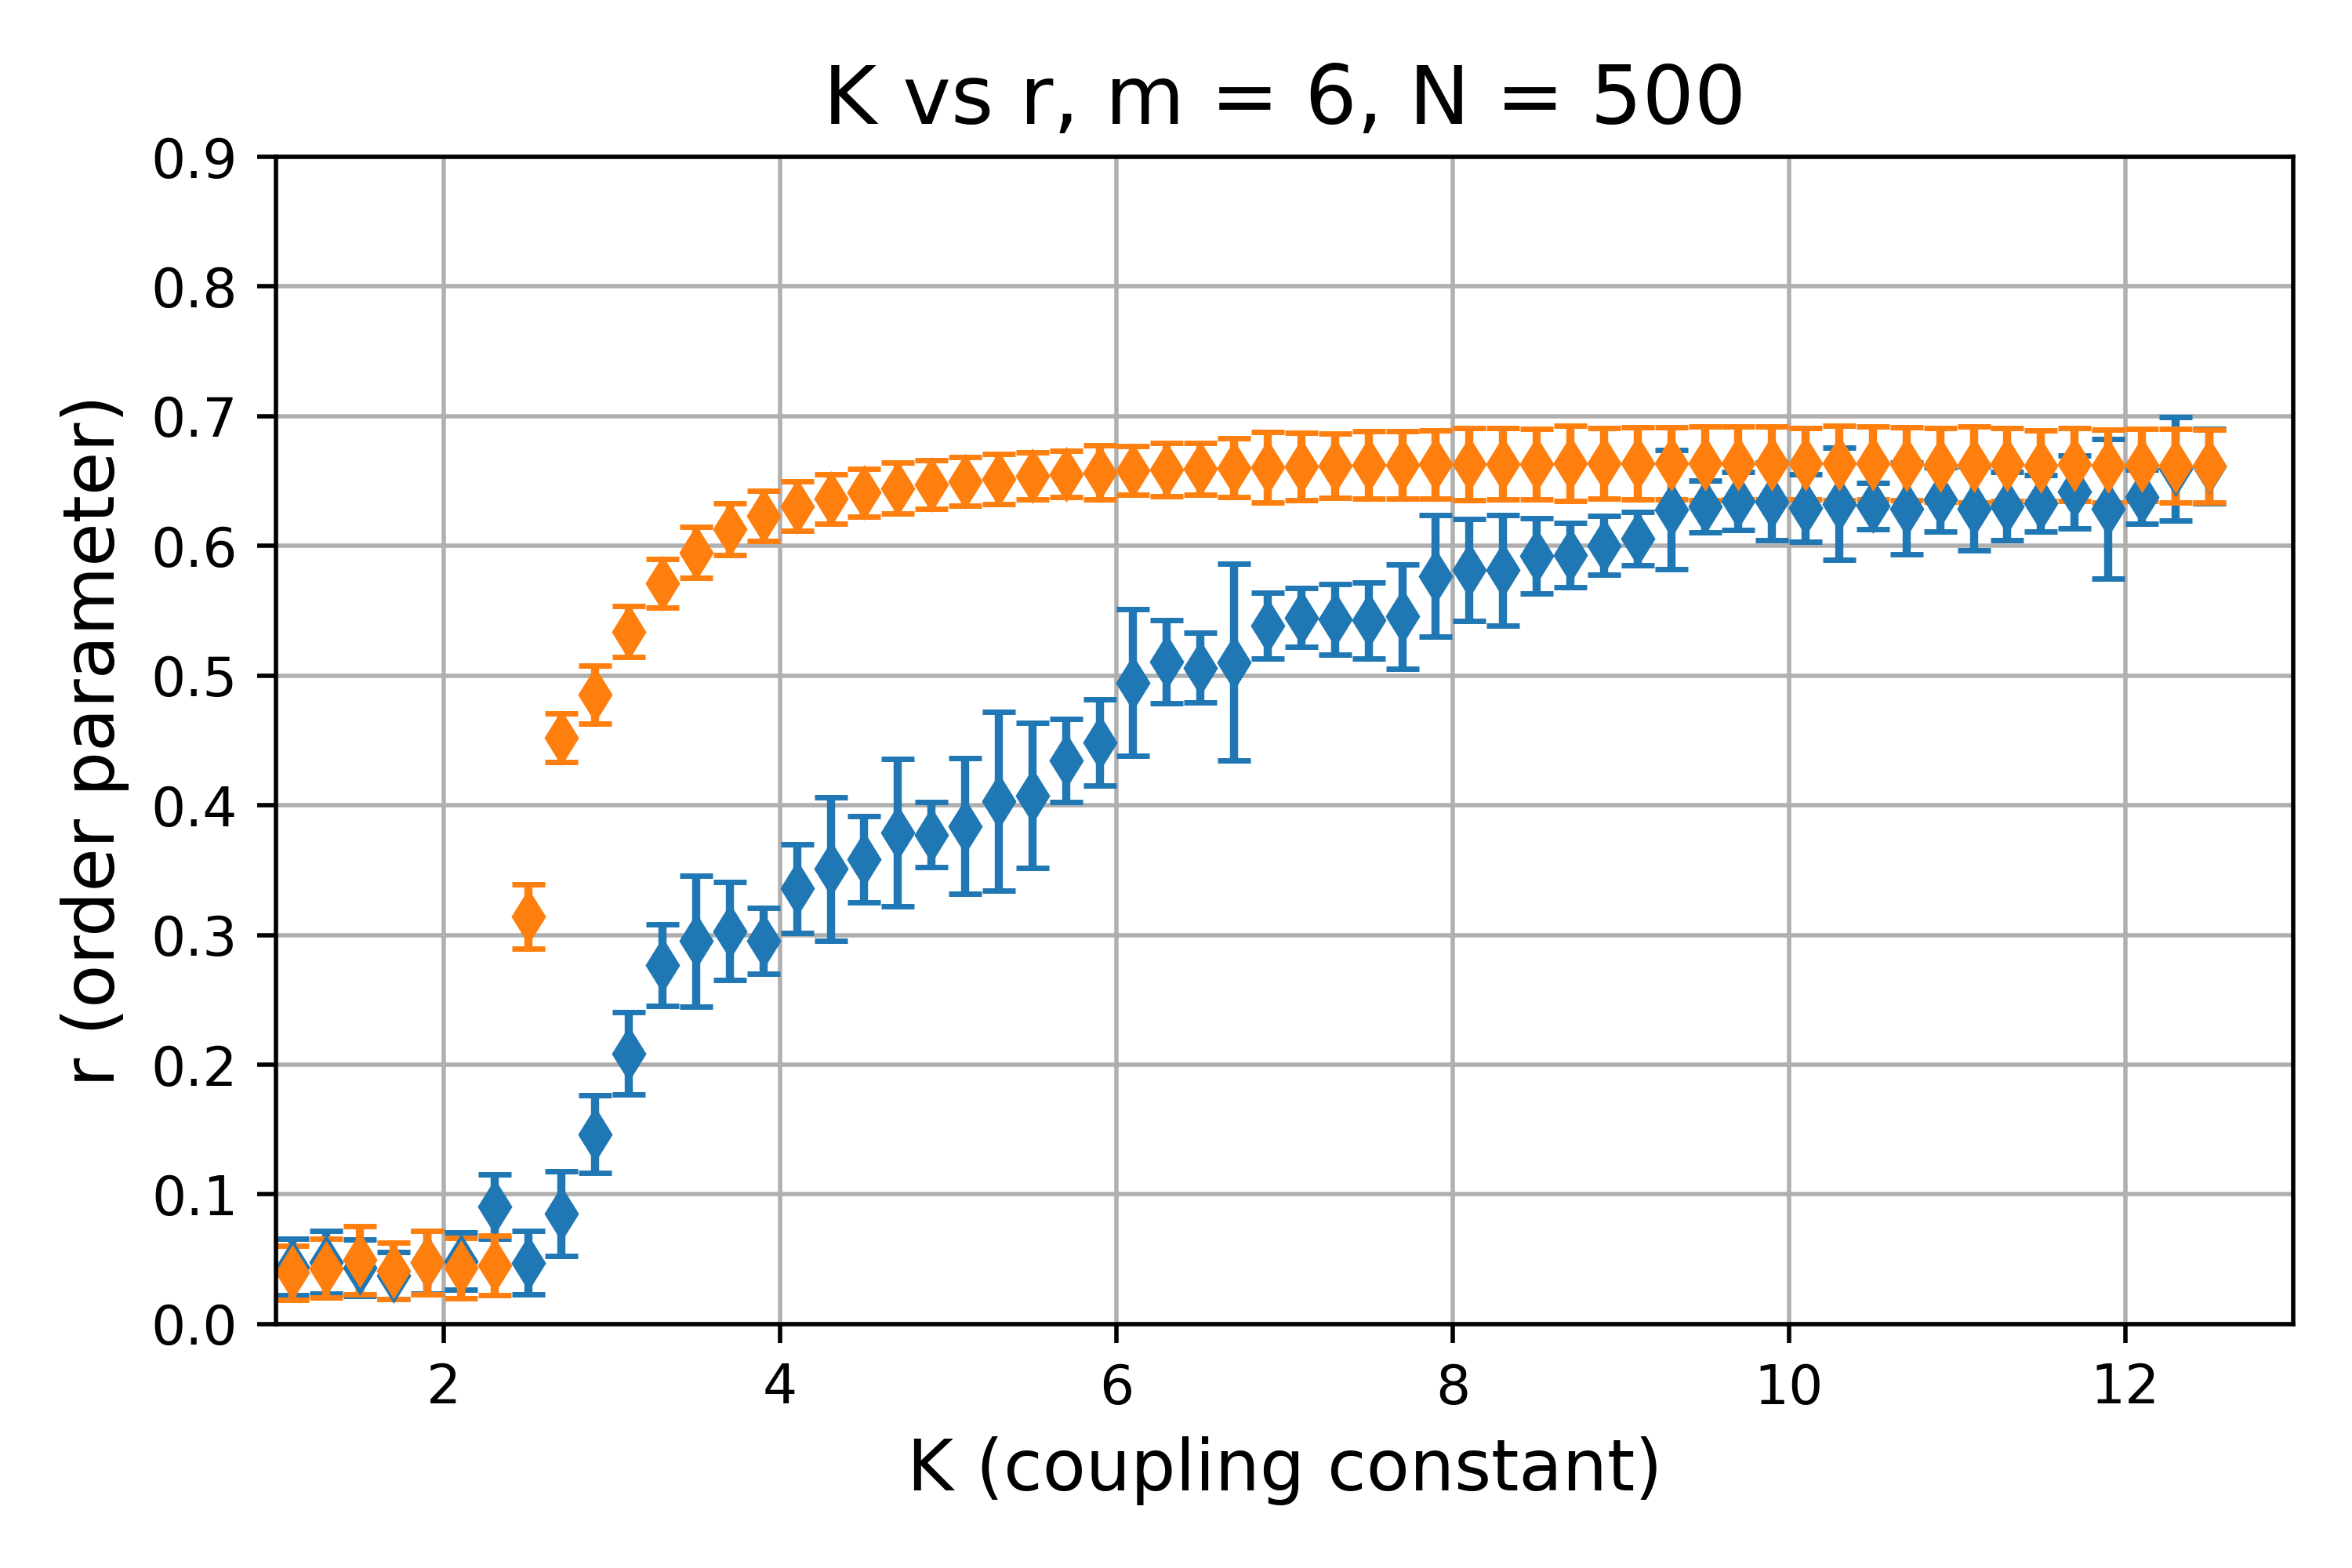 K vs r, m = 6, N = 500
r (order parameter)
0.9
0.8
0.7
0.6
0.5
0.4
0.3
0.2
0.1
0.0
2 4 6 8 10 12
K (coupling constant)